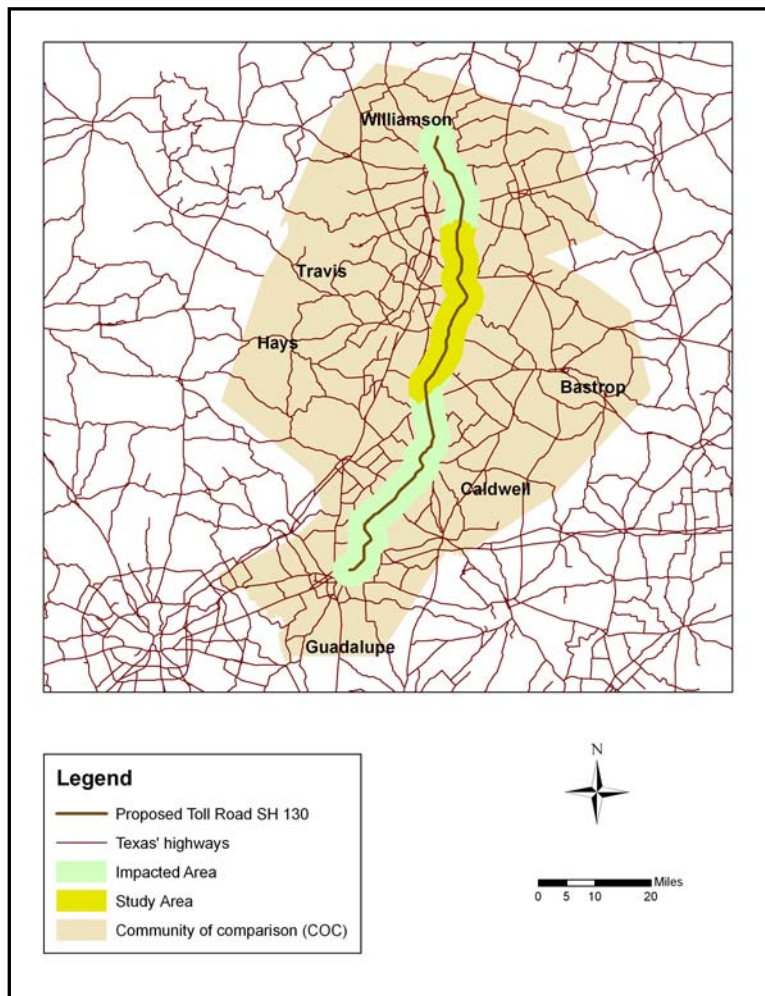 Williamson
Travis
Hays
Bastrop
Caldwell
Guadalupe
Legend
Proposed Toll Road SH 130
Texas' highways
Impacted Area
Study Area
Community of comparison (COC)
N
Miles
0 5 10 20